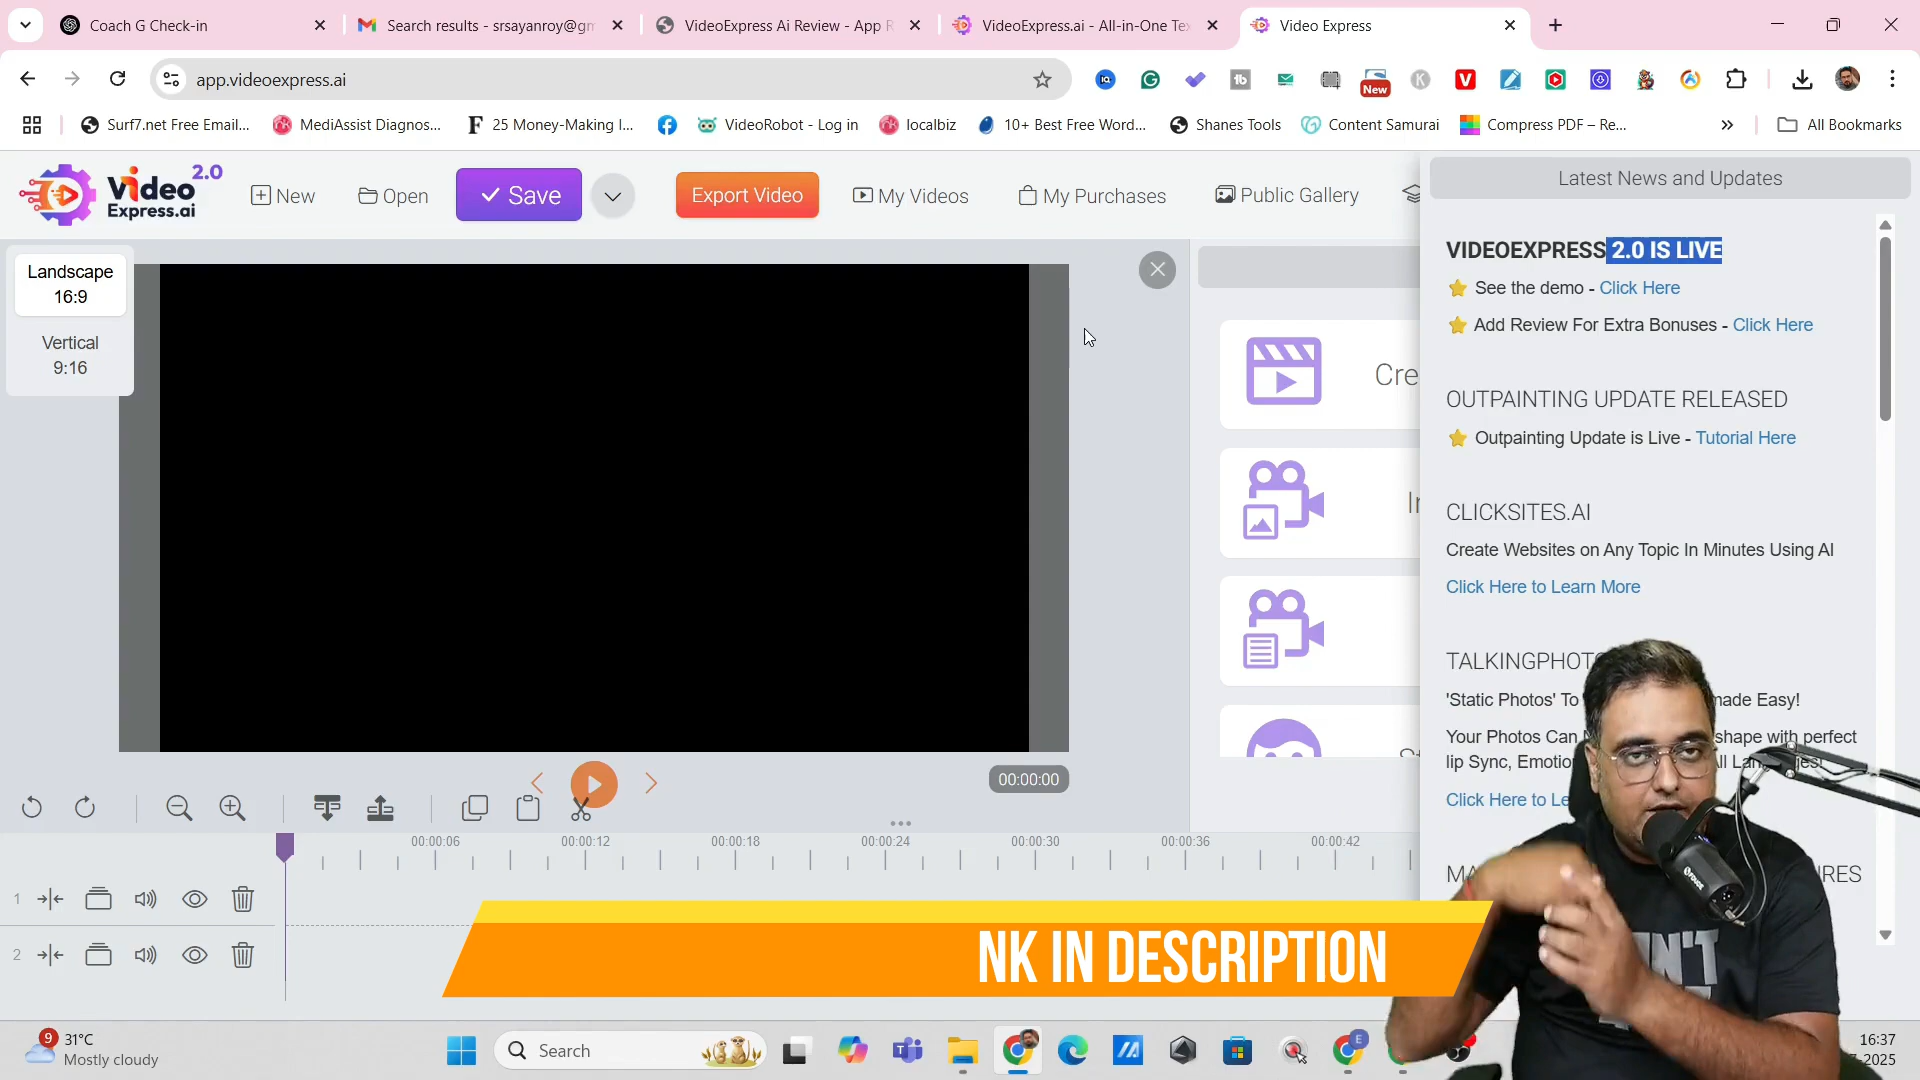 Coach G Check-in
Search results - srsayanroy@gm
VideoExpress Ai Review - App R
VideoExpress.ai - All-in-One Tex
Video Express
app.videoexpress.ai
New
Surf7.net Free Email...
MediAssist Diagnos...
25 Money-Making I...
VideoRobot - Log in
localbiz
10+ Best Free Word...
Shanes Tools
Content Samurai
Compress PDF – Re...
All Bookmarks
Video
Express.ai
2.0
New
Open
Save
Export Video
My Videos
My Purchases
Public Gallery
Latest News and Updates
Landscape
16:9
Vertical
9:16
Cre
VIDEOEXPRESS 2.0 IS LIVE
See the demo - Click Here
Add Review For Extra Bonuses - Click Here
OUTPAINTING UPDATE RELEASED
Outpainting Update is Live - Tutorial Here
CLICKSITES.AI
Create Websites on Any Topic In Minutes Using AI
Click Here to Learn More
TALKINGPHOTO
'Static Photos' To made Easy!
Your Photos Can shape with perfect
lip Sync, Emotio
Click Here to Le
00:00:00
00:00:06
00:00:12
00:00:18
00:00:24
00:00:30
00:00:36
00:00:42
1
2
NK IN DESCRIPTION
9
31°C
Mostly cloudy
Search
16:37
-2025